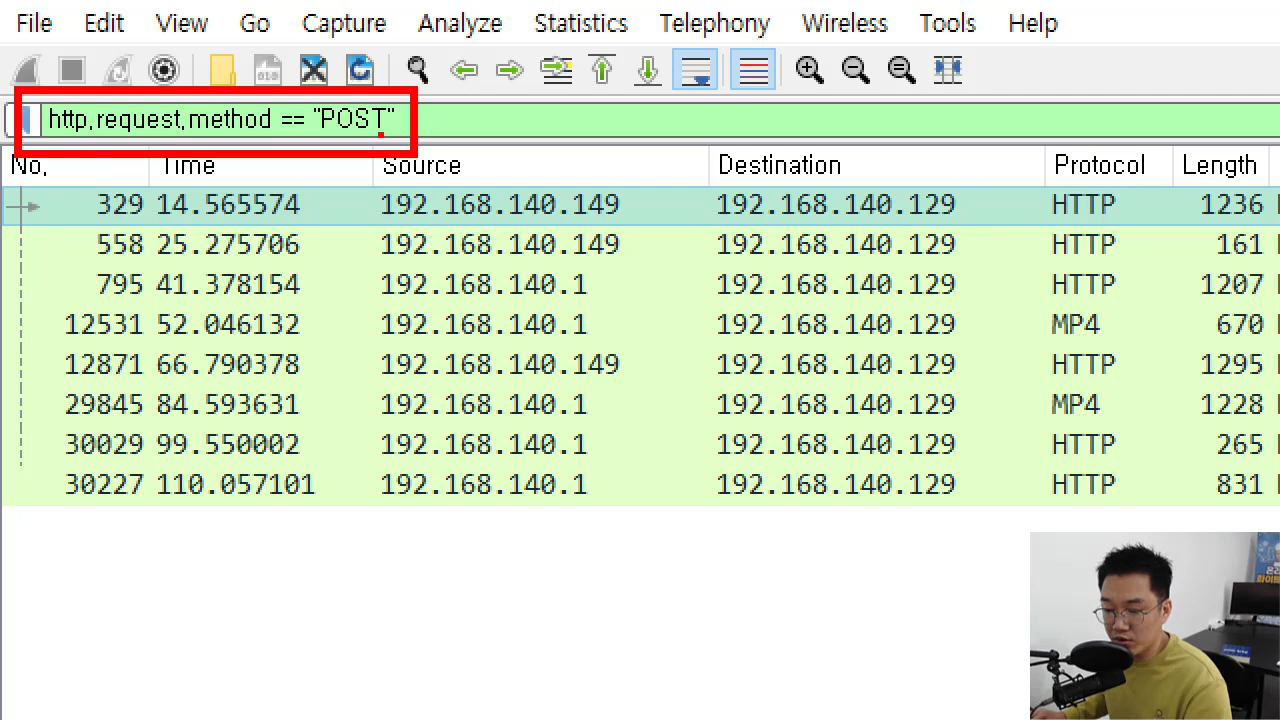 File Edit View Go Capture Analyze Statistics Telephony Wireless Tools Help
http.request.method == "POST"
No. Time Source Destination Protocol Length
329 14.565574 192.168.140.149 192.168.140.129 HTTP 1236
558 25.275706 192.168.140.149 192.168.140.129 HTTP 161
795 41.378154 192.168.140.1 192.168.140.129 HTTP 1207
12531 52.046132 192.168.140.1 192.168.140.129 MP4 670
12871 66.790378 192.168.140.149 192.168.140.129 HTTP 1295
29845 84.593631 192.168.140.1 192.168.140.129 MP4 1228
30029 99.550002 192.168.140.1 192.168.140.129 HTTP 265
30227 110.057101 192.168.140.1 192.168.140.129 HTTP 831